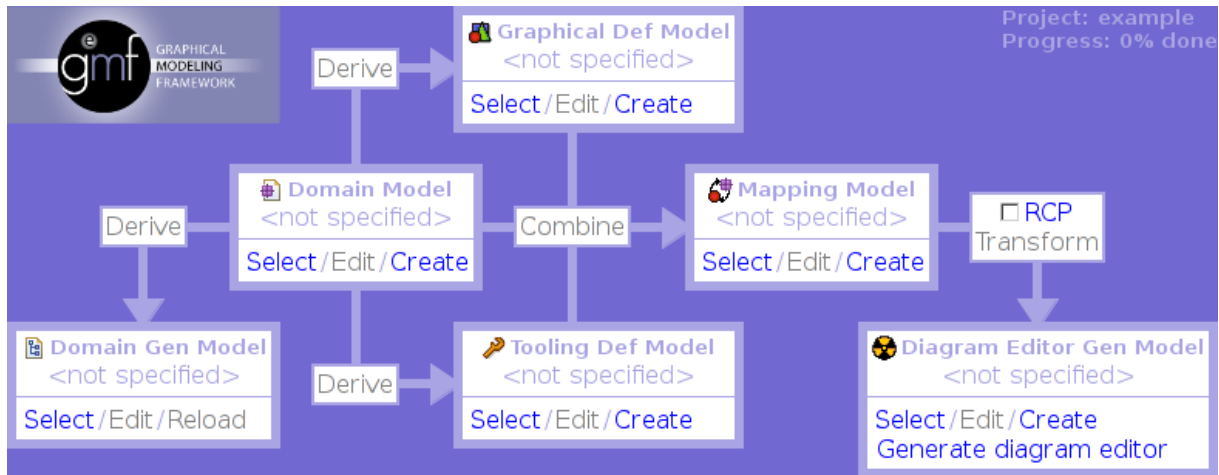 e
gmf
GRAPHICAL
MODELING
FRAMEWORK
Project: example
Progress: 0% done
Graphical Def Model
<not specified>
Select/Edit/Create
Derive
Domain Model
<not specified>
Select/Edit/Create
Derive
Combine
Mapping Model
<not specified>
Select/Edit/Create
RCP
Transform
Domain Gen Model
<not specified>
Select/Edit/Reload
Derive
Tooling Def Model
<not specified>
Select/Edit/Create
Diagram Editor Gen Model
<not specified>
Select/Edit/Create
Generate diagram editor